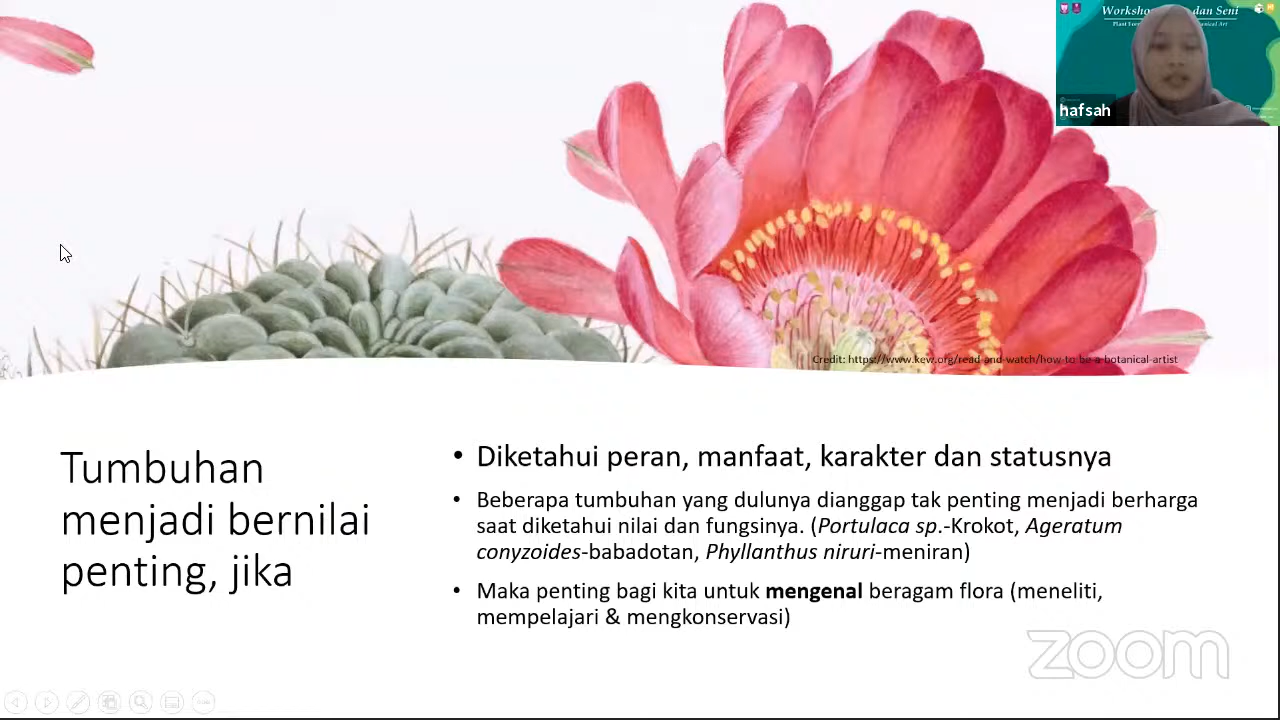 dan Seni
hafsah
Credit: https://www.kew.org/read-and-watch/how-to-be-a-botanical-artist
Tumbuhan
menjadi bernilai
penting, jika
• Diketahui peran, manfaat, karakter dan statusnya
• Beberapa tumbuhan yang dulunya dianggap tak penting menjadi berharga
saat diketahui nilai dan fungsinya. (Portulaca sp.-Krokot, Ageratum
conyzoides-babadotan, Phyllanthus niruri-meniran)
• Maka penting bagi kita untuk mengenal beragam flora (meneliti,
mempelajari & mengkonservasi)
zoom